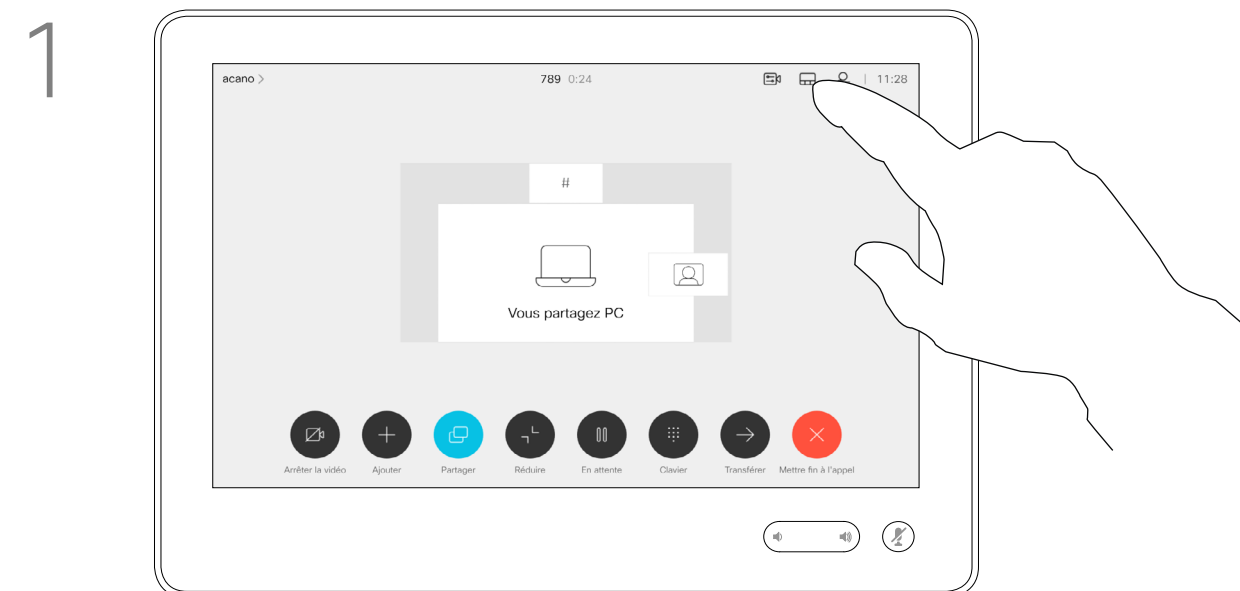 1
acano >
789 0:24
11:28
#
Vous partagez PC
Arrêter la vidéo
Ajouter
Partager
Réduire
En attente
Clavier
Transférer
Mettre fin à l'appel